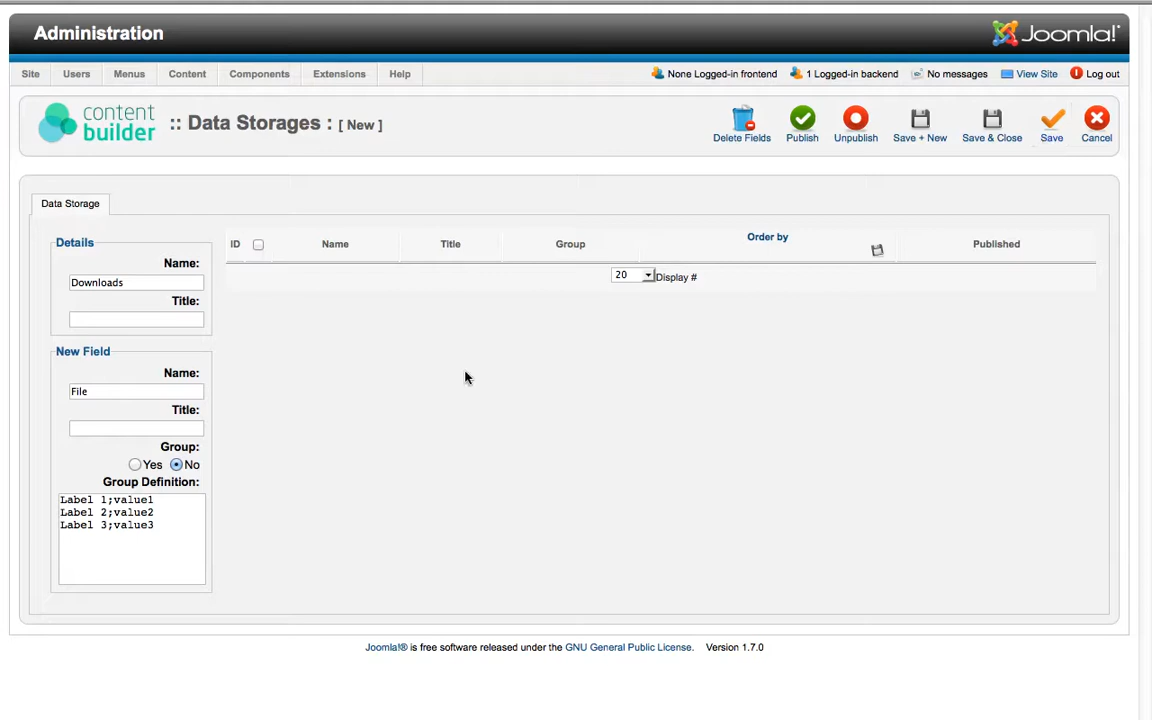 Administration
Joomla!
Site Users Menus Content Components Extensions Help
None Logged-in frontend 1 Logged-in backend No messages View Site Log out
content builder :: Data Storages : [ New ]
Delete Fields Publish Unpublish Save + New Save & Close Save Cancel
Data Storage
Details
Name:
Downloads
Title:
New Field
Name:
File
Title:
Group:
Yes No
Group Definition:
Label 1;value1
Label 2;value2
Label 3;value3
ID Name Title Group Order by Published
20 Display #
Joomla!® is free software released under the GNU General Public License. Version 1.7.0